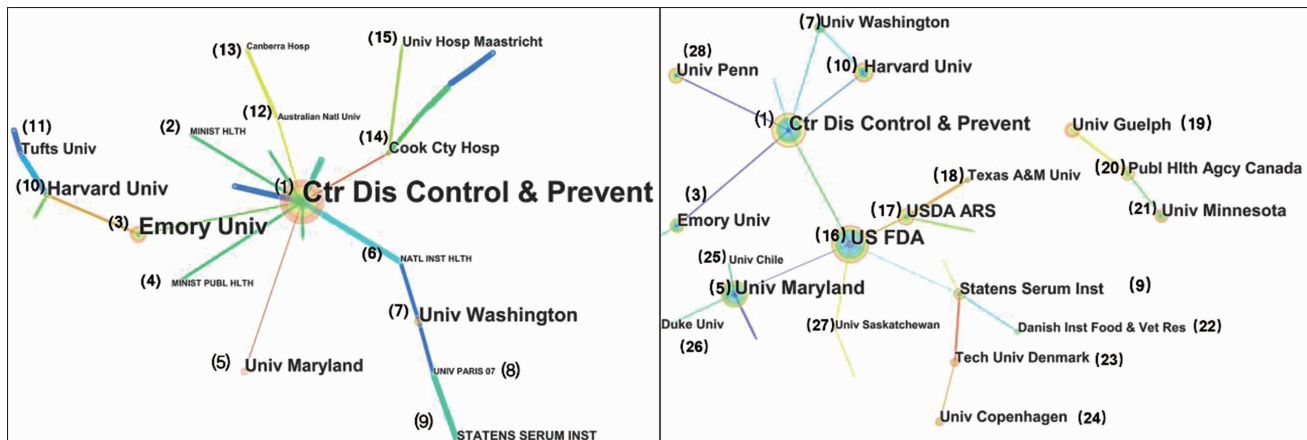 (13) Canberra Hosp
(15) Univ Hosp Maastricht
(12) Australian Natl Univ
(2) MINIST HLTH
(14) Cook Cty Hosp
(11) Tufts Univ
(10) Harvard Univ
(1) Ctr Dis Control & Prevent
(3) Emory Univ
(6) NATL INST HLTH
(4) MINIST PUBL HLTH
(7) Univ Washington
(5) Univ Maryland
UNIV PARIS 07 (8)
(9) STATENS SERUM INST
(7) Univ Washington
(28) Univ Penn
(10) Harvard Univ
(1) Ctr Dis Control & Prevent
Univ Guelph (19)
(20) Publ Hlth Agcy Canada
(18) Texas A&M Univ
(3) Emory Univ
(17) USDA ARS
(21) Univ Minnesota
(16) US FDA
(25) Univ Chile
(5) Univ Maryland
Statens Serum Inst (9)
Duke Univ (26)
(27) Univ Saskatchewan
Danish Inst Food & Vet Res (22)
Tech Univ Denmark (23)
Univ Copenhagen (24)